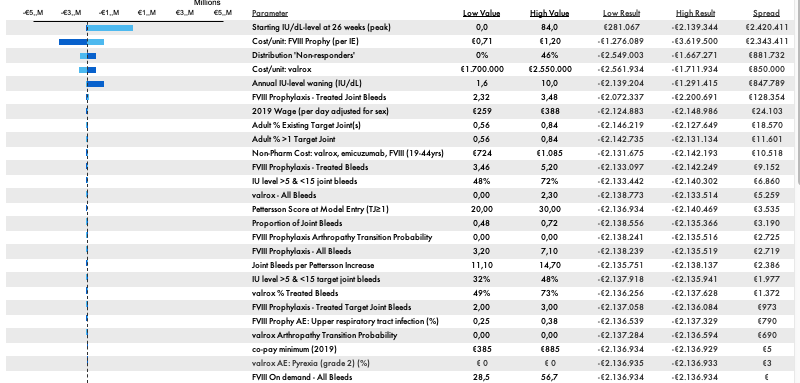 Millions
-€5,M -€3,M -€1,M €1,M €3,M €5,M Parameter Low Value High Value Low Result High Result Spread
Starting IU/dL-level at 26 weeks (peak) 0,0 84,0 €281.067 -€2.139.344 €2.420.411
Cost/unit: FVIII Prophy (per IE) €0,71 €1,20 -€1.276.089 -€3.619.500 €2.343.411
Distribution 'Non-responders' 0% 46% -€2.549.003 -€1.667.271 €881.732
Cost/unit: valrox €1.700.000 €2.550.000 -€2.561.934 -€1.711.934 €850.000
Annual IU-level waning (IU/dL) 1,6 10,0 -€2.139.204 -€1.291.415 €847.789
FVIII Prophylaxis - Treated Joint Bleeds 2,32 3,48 -€2.072.337 -€2.200.691 €128.354
2019 Wage (per day adjusted for sex) €259 €388 -€2.124.883 -€2.148.986 €24.103
Adult % Existing Target Joint(s) 0,56 0,84 -€2.146.219 -€2.127.649 €18.570
Adult % >1 Target Joint 0,56 0,84 -€2.142.735 -€2.131.134 €11.601
Non-Pharm Cost: valrox, emicuzumab, FVIII (19-44yrs) €724 €1.085 -€2.131.675 -€2.142.193 €10.518
FVIII Prophylaxis - Treated Bleeds 3,46 5,20 -€2.133.097 -€2.142.249 €9.152
IU level >5 & <15 joint bleeds 48% 72% -€2.133.442 -€2.140.302 €6.860
valrox - All Bleeds 0,00 2,30 -€2.138.773 -€2.133.514 €5.259
Pettersson Score at Model Entry (TJ≥1) 20,00 30,00 -€2.136.934 -€2.140.469 €3.535
Proportion of Joint Bleeds 0,48 0,72 -€2.138.556 -€2.135.366 €3.190
FVIII Prophylaxis Arthropathy Transition Probability 0,00 0,00 -€2.138.241 -€2.135.516 €2.725
FVIII Prophylaxis - All Bleeds 3,20 7,10 -€2.138.239 -€2.135.519 €2.719
Joint Bleeds per Pettersson Increase 11,10 14,70 -€2.135.751 -€2.138.137 €2.386
IU level >5 & <15 target joint bleeds 32% 48% -€2.137.918 -€2.135.941 €1.977
valrox % Treated Bleeds 49% 73% -€2.136.256 -€2.137.628 €1.372
FVIII Prophylaxis - Treated Target Joint Bleeds 2,00 3,00 -€2.137.058 -€2.136.084 €973
FVIII Prophy AE: Upper respiratory tract infection (%) 0,25 0,38 -€2.136.539 -€2.137.329 €790
valrox Arthropathy Transition Probability 0,00 0,00 -€2.137.284 -€2.136.594 €690
co-pay minimum (2019) €385 €885 -€2.136.934 -€2.136.929 €5
valrox AE: Pyrexia (grade 2) (%) € 0 € 0 -€2.136.935 -€2.136.933 €3
FVIII On demand - All Bleeds 28,5 56,7 -€2.136.934 -€2.136.934 €